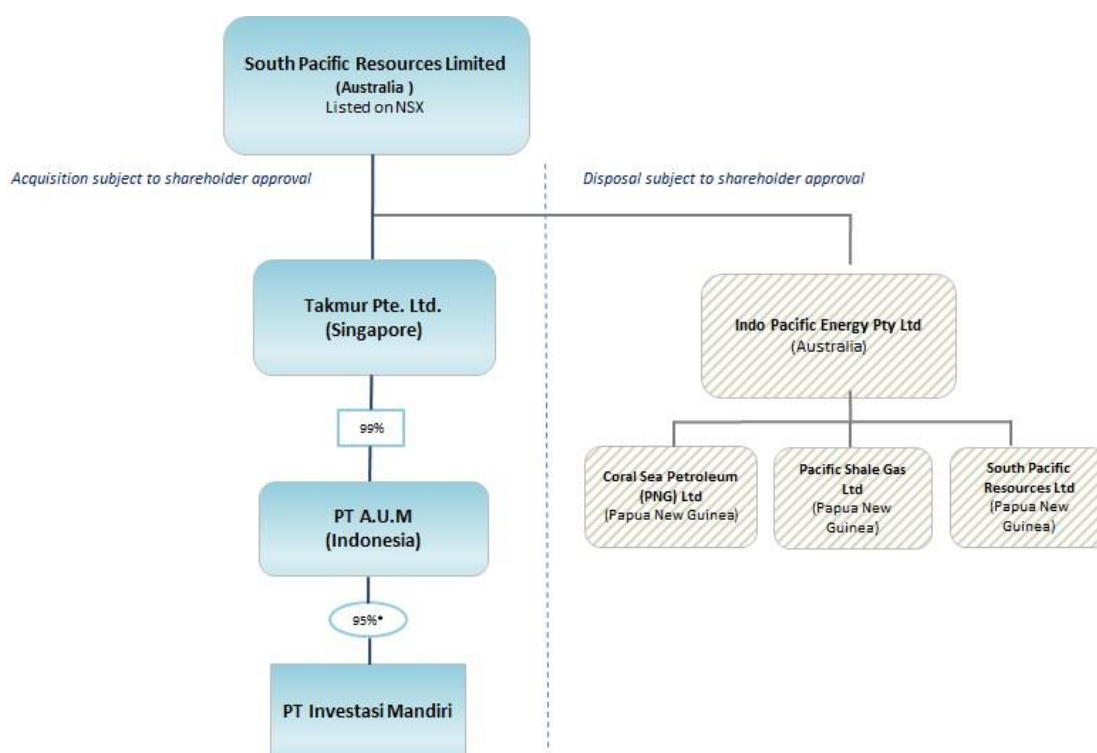 South Pacific Resources Limited
(Australia )
Listed on NSX
Acquisition subject to shareholder approval
Disposal subject to shareholder approval
Takmur Pte. Ltd.
(Singapore)
Indo Pacific Energy Pty Ltd
(Australia)
99%
Coral Sea Petroleum
(PNG) Ltd
(Papua New Guinea)
Pacific Shale Gas
Ltd
(Papua New
Guinea)
South Pacific
Resources Ltd
(Papua New
Guinea)
PT A.U.M
(Indonesia)
95%*
PT Investasi Mandiri